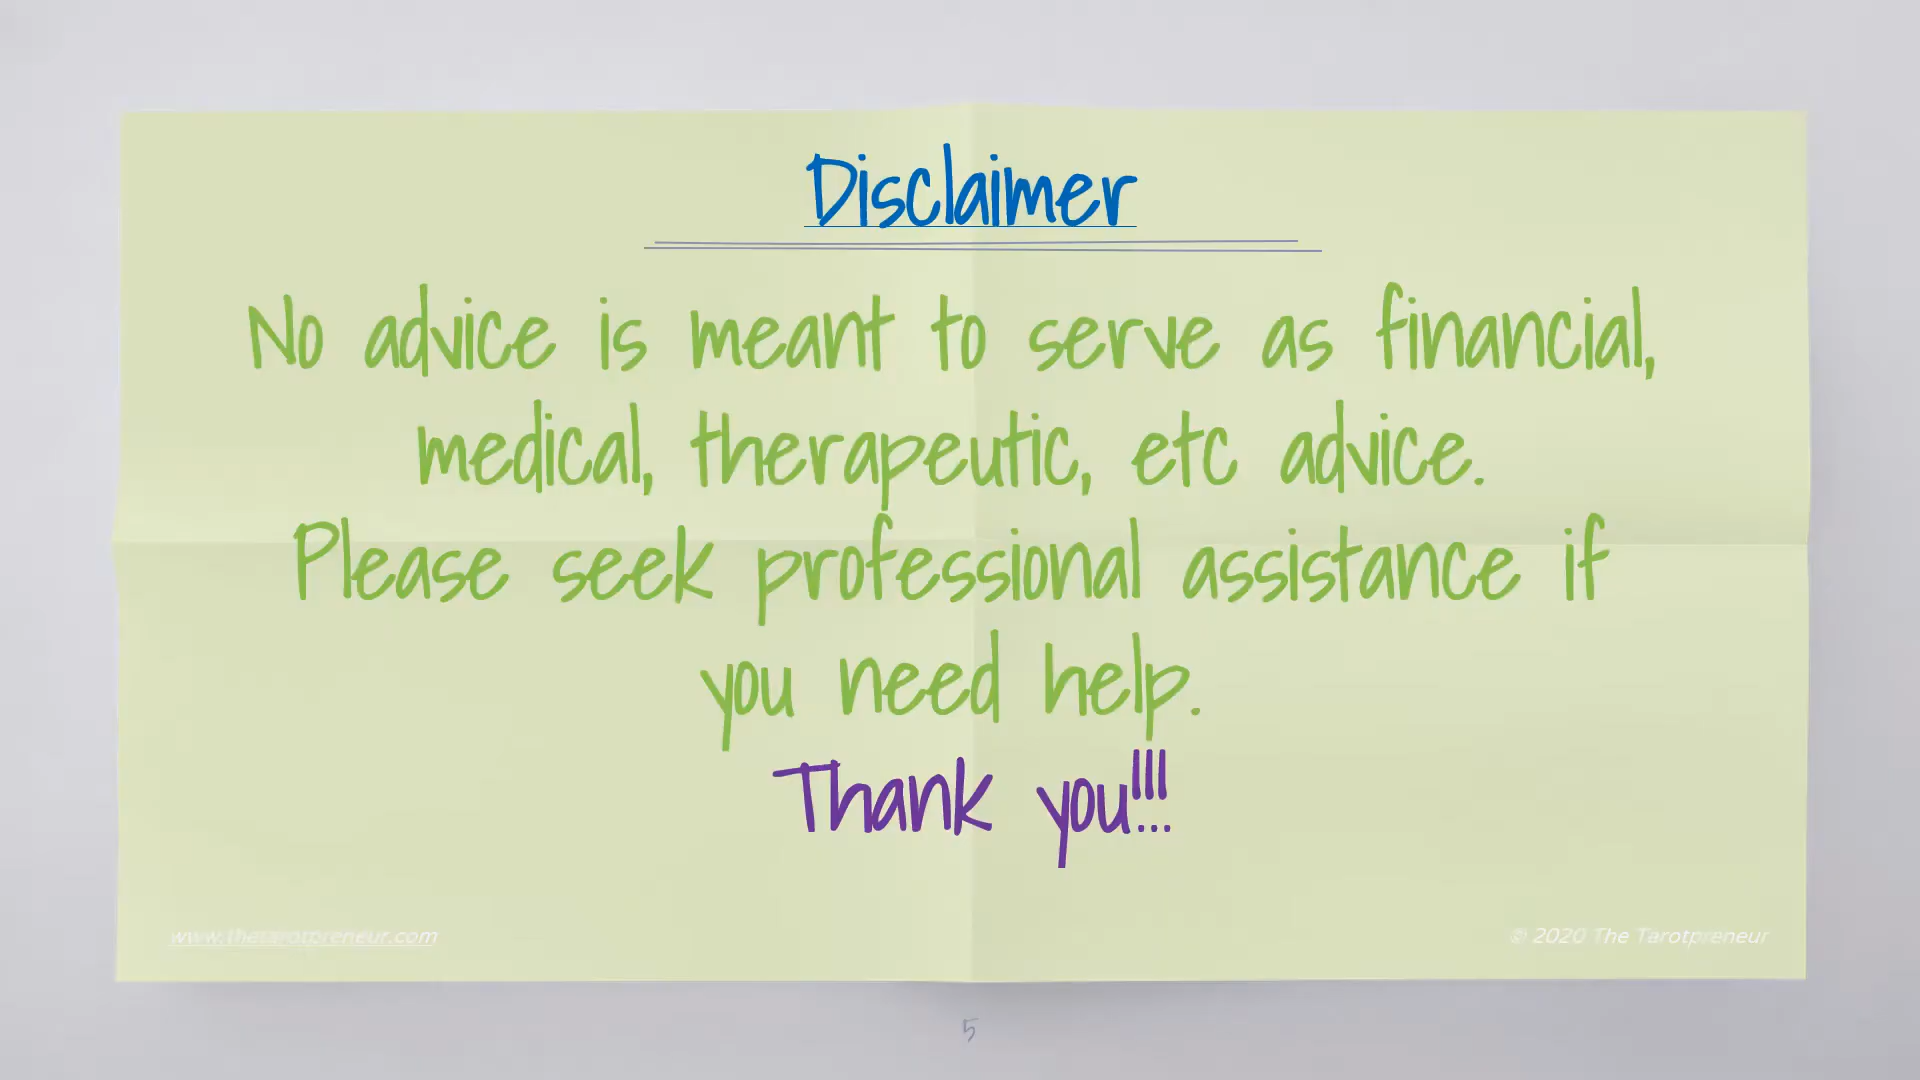 Disclaimer
No advice is meant to serve as financial,
medical, therapeutic, etc advice.
Please seek professional assistance if
you need help.
Thank you!!!
www.thetarotpreneur.com
© 2020 The Tarotpreneur
5